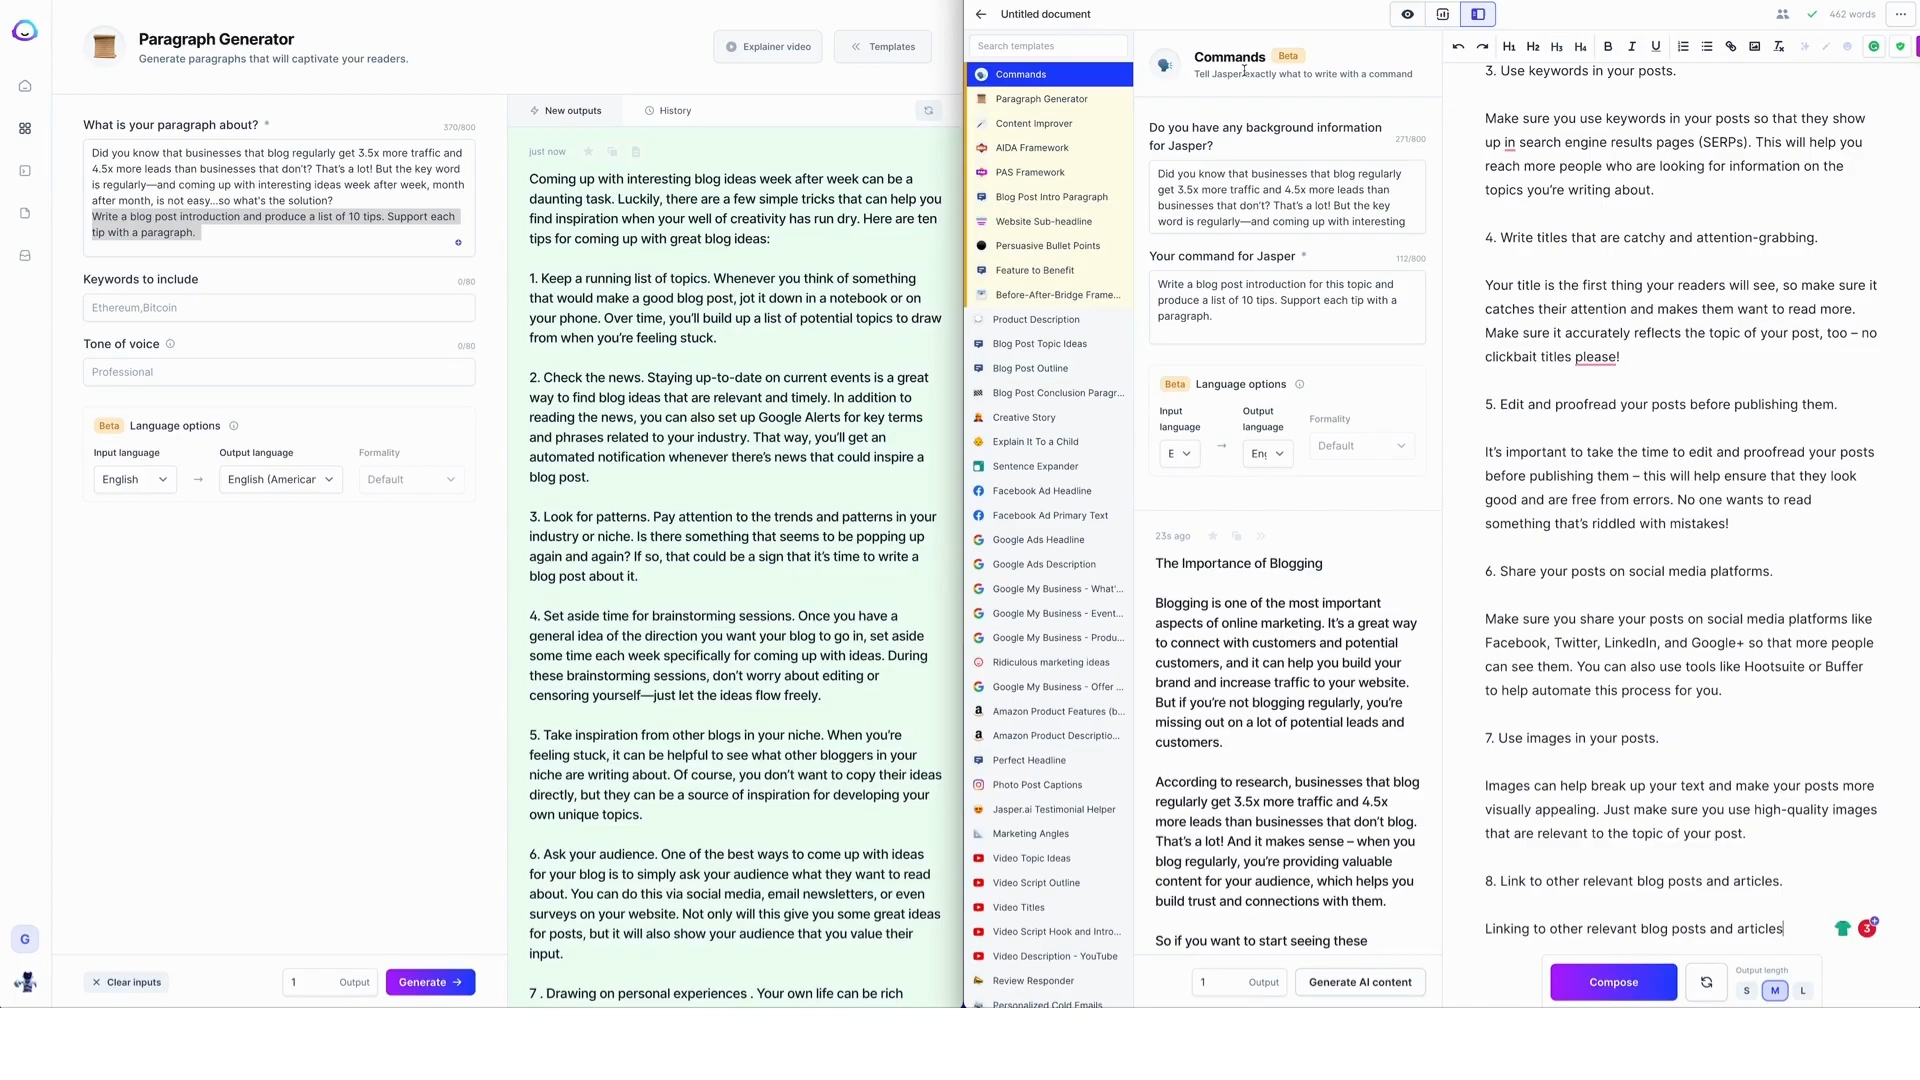 Paragraph Generator
Generate paragraphs that will captivate your readers.
Explainer video
Templates
What is your paragraph about? *
370/800
Did you know that businesses that blog regularly get 3.5x more traffic and
4.5x more leads than businesses that don't? That's a lot! But the key word
is regularly—and coming up with interesting ideas week after week, month
after month, is not easy...so what's the solution?
Write a blog post introduction and produce a list of 10 tips. Support each
tip with a paragraph.
Keywords to include
0/80
Ethereum,Bitcoin
Tone of voice
0/80
Professional
Beta Language options
Input language
Output language
Formality
English
→
English (Americar
Default
G
Clear inputs
1 Output
Generate →
New outputs
History
just now
Coming up with interesting blog ideas week after week can be a
daunting task. Luckily, there are a few simple tricks that can help you
find inspiration when your well of creativity has run dry. Here are ten
tips for coming up with great blog ideas:
1. Keep a running list of topics. Whenever you think of something
that would make a good blog post, jot it down in a notebook or on
your phone. Over time, you'll build up a list of potential topics to draw
from when you're feeling stuck.
2. Check the news. Staying up-to-date on current events is a great
way to find blog ideas that are relevant and timely. In addition to
reading the news, you can also set up Google Alerts for key terms
and phrases related to your industry. That way, you'll get an
automated notification whenever there's news that could inspire a
blog post.
3. Look for patterns. Pay attention to the trends and patterns in your
industry or niche. Is there something that seems to be popping up
again and again? If so, that could be a sign that it's time to write a
blog post about it.
4. Set aside time for brainstorming sessions. Once you have a
general idea of the direction you want your blog to go in, set aside
some time each week specifically for coming up with ideas. During
these brainstorming sessions, don't worry about editing or
censoring yourself—just let the ideas flow freely.
5. Take inspiration from other blogs in your niche. When you're
feeling stuck, it can be helpful to see what other bloggers in your
niche are writing about. Of course, you don't want to copy their ideas
directly, but they can be a source of inspiration for developing your
own unique topics.
6. Ask your audience. One of the best ways to come up with ideas
for your blog is to simply ask your audience what they want to read
about. You can do this via social media, email newsletters, or even
surveys on your website. Not only will this give you some great ideas
for posts, but it will also show your audience that you value their
input.
7 . Drawing on personal experiences . Your own life can be rich
Untitled document
462 words
Search templates
Commands
Paragraph Generator
Content Improver
AIDA Framework
PAS Framework
Blog Post Intro Paragraph
Website Sub-headline
Persuasive Bullet Points
Feature to Benefit
Before-After-Bridge Frame...
Product Description
Blog Post Topic Ideas
Blog Post Outline
Blog Post Conclusion Paragr...
Creative Story
Explain It To a Child
Sentence Expander
Facebook Ad Headline
Facebook Ad Primary Text
Google Ads Headline
Google Ads Description
Google My Business - What'...
Google My Business - Event...
Google My Business - Produ...
Ridiculous marketing ideas
Google My Business - Offer ...
Amazon Product Features (b...
Amazon Product Descriptio...
Perfect Headline
Photo Post Captions
Jasper.ai Testimonial Helper
Marketing Angles
Video Topic Ideas
Video Script Outline
Video Titles
Video Script Hook and Intro...
Video Description - YouTube
Review Responder
Personalized Cold Emails
Commands Beta
Tell Jasper exactly what to write with a command
Do you have any background information
for Jasper?
271/800
Did you know that businesses that blog regularly
get 3.5x more traffic and 4.5x more leads than
businesses that don't? That's a lot! But the key
word is regularly—and coming up with interesting
Your command for Jasper *
112/800
Write a blog post introduction for this topic and
produce a list of 10 tips. Support each tip with a
paragraph.
Beta Language options
Input
language
Output
language
Formality
E
→
Eng
Default
23s ago
The Importance of Blogging
Blogging is one of the most important
aspects of online marketing. It's a great way
to connect with customers and potential
customers, and it can help you build your
brand and increase traffic to your website.
But if you're not blogging regularly, you're
missing out on a lot of potential leads and
customers.
According to research, businesses that blog
regularly get 3.5x more traffic and 4.5x
more leads than businesses that don't blog.
That's a lot! And it makes sense – when you
blog regularly, you're providing valuable
content for your audience, which helps you
build trust and connections with them.
So if you want to start seeing these
1 Output
Generate AI content
H1 H2 H3 H4 B I U
3. Use keywords in your posts.
Make sure you use keywords in your posts so that they show
up in search engine results pages (SERPs). This will help you
reach more people who are looking for information on the
topics you're writing about.
4. Write titles that are catchy and attention-grabbing.
Your title is the first thing your readers will see, so make sure it
catches their attention and makes them want to read more.
Make sure it accurately reflects the topic of your post, too – no
clickbait titles please!
5. Edit and proofread your posts before publishing them.
It's important to take the time to edit and proofread your posts
before publishing them – this will help ensure that they look
good and are free from errors. No one wants to read
something that's riddled with mistakes!
6. Share your posts on social media platforms.
Make sure you share your posts on social media platforms like
Facebook, Twitter, LinkedIn, and Google+ so that more people
can see them. You can also use tools like Hootsuite or Buffer
to help automate this process for you.
7. Use images in your posts.
Images can help break up your text and make your posts more
visually appealing. Just make sure you use high-quality images
that are relevant to the topic of your post.
8. Link to other relevant blog posts and articles.
Linking to other relevant blog posts and articles
3
Compose
Output length
S M L